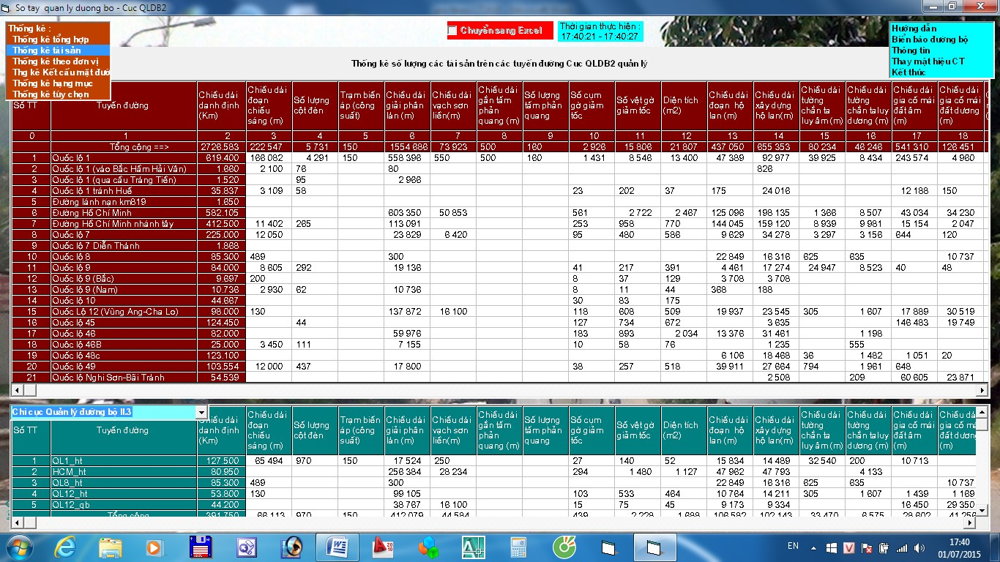 So tay quan ly duong bo - Cuc QLDB2
Thống kê :
Thống kê tổng hợp
Thống kê tài sản
Thống kê theo đơn vị
Thg kê Kết cấu mặt đườ
Thống kê hạng mục
Thống kê tùy chọn
Chuyển sang Excel
Thời gian thực hiện :
17:40:21 - 17:40:27
Hướng dẫn
Biển báo đường bộ
Thông tin
Thay mật hiệu CT
Kết thúc
Thống kê số lượng các tài sản trên các tuyến đường Cuc QLDB2 quản lý
Số TT Tuyến đường Chiều dài danh định (Km) Chiều dài đoạn chiếu sáng (m) Số lượng cột đèn Trạm biến áp (công suất) Chiều dài giải phân làn (m) Chiều dài vạch sơn liền(m) Chiều dài gắn tấm phản quang (m) Số lượng tấm phản quang Số cụm gờ giảm tốc Số vệt gờ giảm tốc Diện tích (m2) Chiều dài đoạn hộ lan (m) Chiều dài xây dựng hộ lan(m) Chiều dài tường chắn ta luy âm (m) Chiều dài tường chắn ta luy dương (m) Chiều dài gia cố mái đất âm (m) Chiều dài gia cố mái đất dương (m)
0 1 2 3 4 5 6 7 8 9 10 11 12 13 14 15 16 17 18
Tổng cộng ==> 2726.583 222 547 5 731 150 1554 686 73 923 500 160 2 926 15 806 21 807 437 050 655 353 80 234 46 246 541 310 126 451
1 Quốc lộ 1 619.400 166 082 4 291 150 558 396 550 500 160 1 431 8 546 13 400 47 389 92 977 39 925 8 434 243 574 4 960
2 Quốc lộ 1 (vào Bắc Hầm Hải Vân) 1.660 2 100 76 80 826
3 Quốc lộ 1 (qua cầu Tràng Tiền) 1.520 95 2 966
4 Quốc lộ 1 tránh Huế 35.837 3 109 58 23 202 37 175 24 016 12 188 150
5 Đường lánh nạn km819 1.650
6 Đường Hồ Chí Minh 582.105 603 350 50 853 561 2 722 2 467 125 096 198 135 1 366 8 507 43 034 34 230
7 Đường Hồ Chí Minh nhánh tây 412.500 11 402 265 113 091 253 958 770 144 045 159 120 8 939 9 981 15 154 2 047
8 Quốc lộ 7 225.000 12 050 23 829 6 420 95 480 586 9 629 34 278 3 297 3 156 644 120
9 Quốc lộ 7 Diễn Thành 1.868
10 Quốc lộ 8 85.300 489 300 22 849 16 316 625 635 10 737
11 Quốc lộ 9 84.000 8 605 292 19 136 41 217 391 4 461 17 274 24 947 8 523 40 48
12 Quốc lộ 9 (Bắc) 9.697 200 8 37 129 3 708 3 708
13 Quốc lộ 9 (Nam) 10.736 2 930 62 10 736 8 11 44 368 188
14 Quốc lộ 10 44.667 30 83 175
15 Quốc Lộ 12 (Vũng Ang-Cha Lo) 98.000 130 137 872 16 100 118 608 509 19 937 23 545 305 1 607 17 889 30 519
16 Quốc lộ 45 124.450 44 127 734 672 3 635 146 483 19 749
17 Quốc lộ 46 82.000 59 976 183 893 2 034 13 376 31 461 1 198
18 Quốc lộ 46B 25.000 3 450 111 7 155 10 58 76 1 235 555
19 Quốc lộ 48c 123.100 6 106 18 468 36 1 482 1 051 20
20 Quốc lộ 49 103.554 12 000 437 17 800 38 257 518 39 911 27 664 794 1 961 648
21 Quốc lộ Nghi Sơn-Bãi Trành 54.539 2 508 209 60 605 23 871
Chi cục Quản lý đường bộ II.3
Số TT Tuyến đường Chiều dài danh định (Km) Chiều dài đoạn chiếu sáng (m) Số lượng cột đèn Trạm biến áp (công suất) Chiều dài giải phân làn (m) Chiều dài vạch sơn liền(m) Chiều dài gắn tấm phản quang (m) Số lượng tấm phản quang Số cụm gờ giảm tốc Số vệt gờ giảm tốc Diện tích (m2) Chiều dài đoạn hộ lan (m) Chiều dài xây dựng hộ lan(m) Chiều dài tường chắn ta luy âm (m) Chiều dài tường chắn ta luy dương (m) Chiều dài gia cố mái đất âm (m) Chiều dài gia cố má đất dương (m)
1 QL1_ht 127.500 65 494 970 150 17 524 250 27 140 52 15 834 14 489 32 540 200 10 713
2 HCM_ht 80.950 256 384 28 234 294 1 480 1 127 47 962 47 793 4 133
3 QL8_ht 85.300 489 300 22 849 16 316 625 635 10 737
4 QL12_ht 53.800 130 99 105 103 533 464 10 764 14 211 305 1 607 1 439 1 169
5 QL12_qb 44.200 38 767 16 100 15 75 45 9 173 9 334 16 450 29 350
Tổng cộng 391.750 66 113 970 150 412 079 44 584 439 2 228 1 688 106 582 102 143 33 470 6 575 28 602 41 256
EN
17:40
01/07/2015